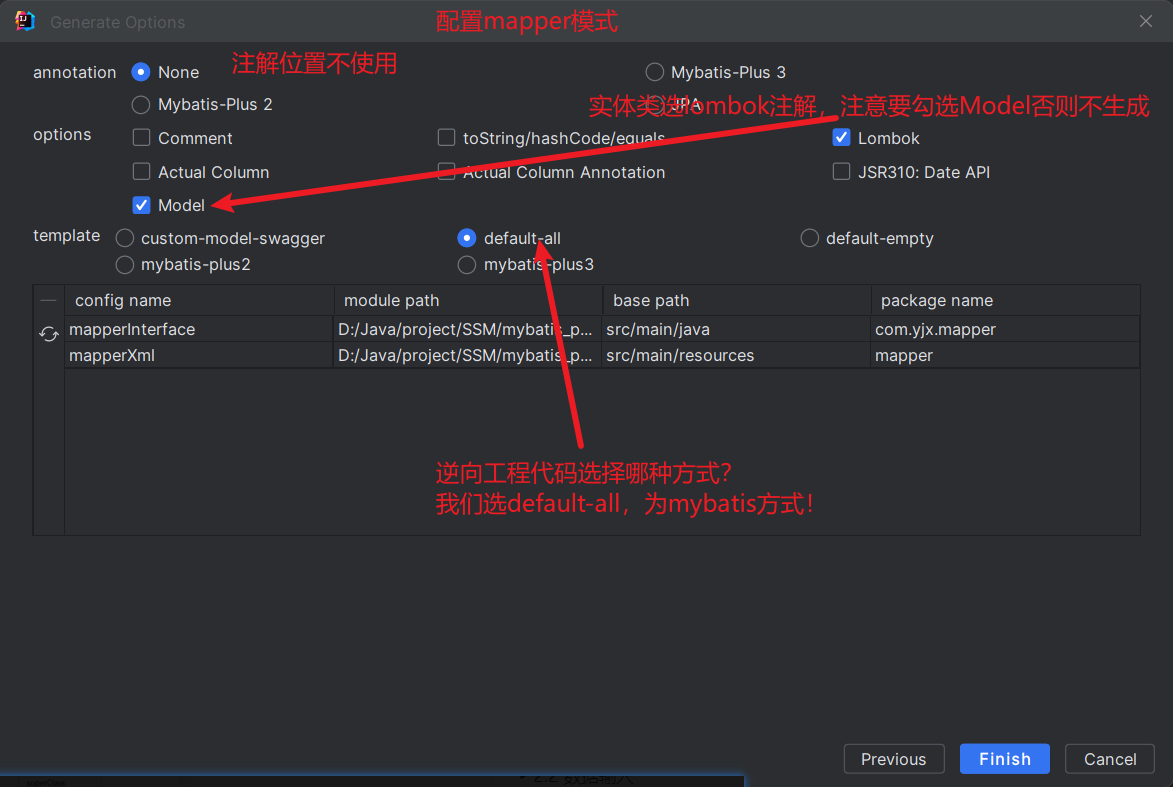 Generate Options
配置mapper模式
注解位置不使用
annotation None Mybatis-Plus 3
Mybatis-Plus 2 JPA
实体类选lombok注解，注意要勾选Model否则不生成
options Comment toString/hashCode/equals Lombok
Actual Column Actual Column Annotation JSR310: Date API
Model
template custom-model-swagger default-all default-empty
mybatis-plus2 mybatis-plus3
config name module path base path package name
mapperInterface D:/Java/project/SSM/mybatis_p... src/main/java com.yjx.mapper
mapperXml D:/Java/project/SSM/mybatis_p... src/main/resources mapper
逆向工程代码选择哪种方式？
我们选default-all，为mybatis方式！
Previous Finish Cancel